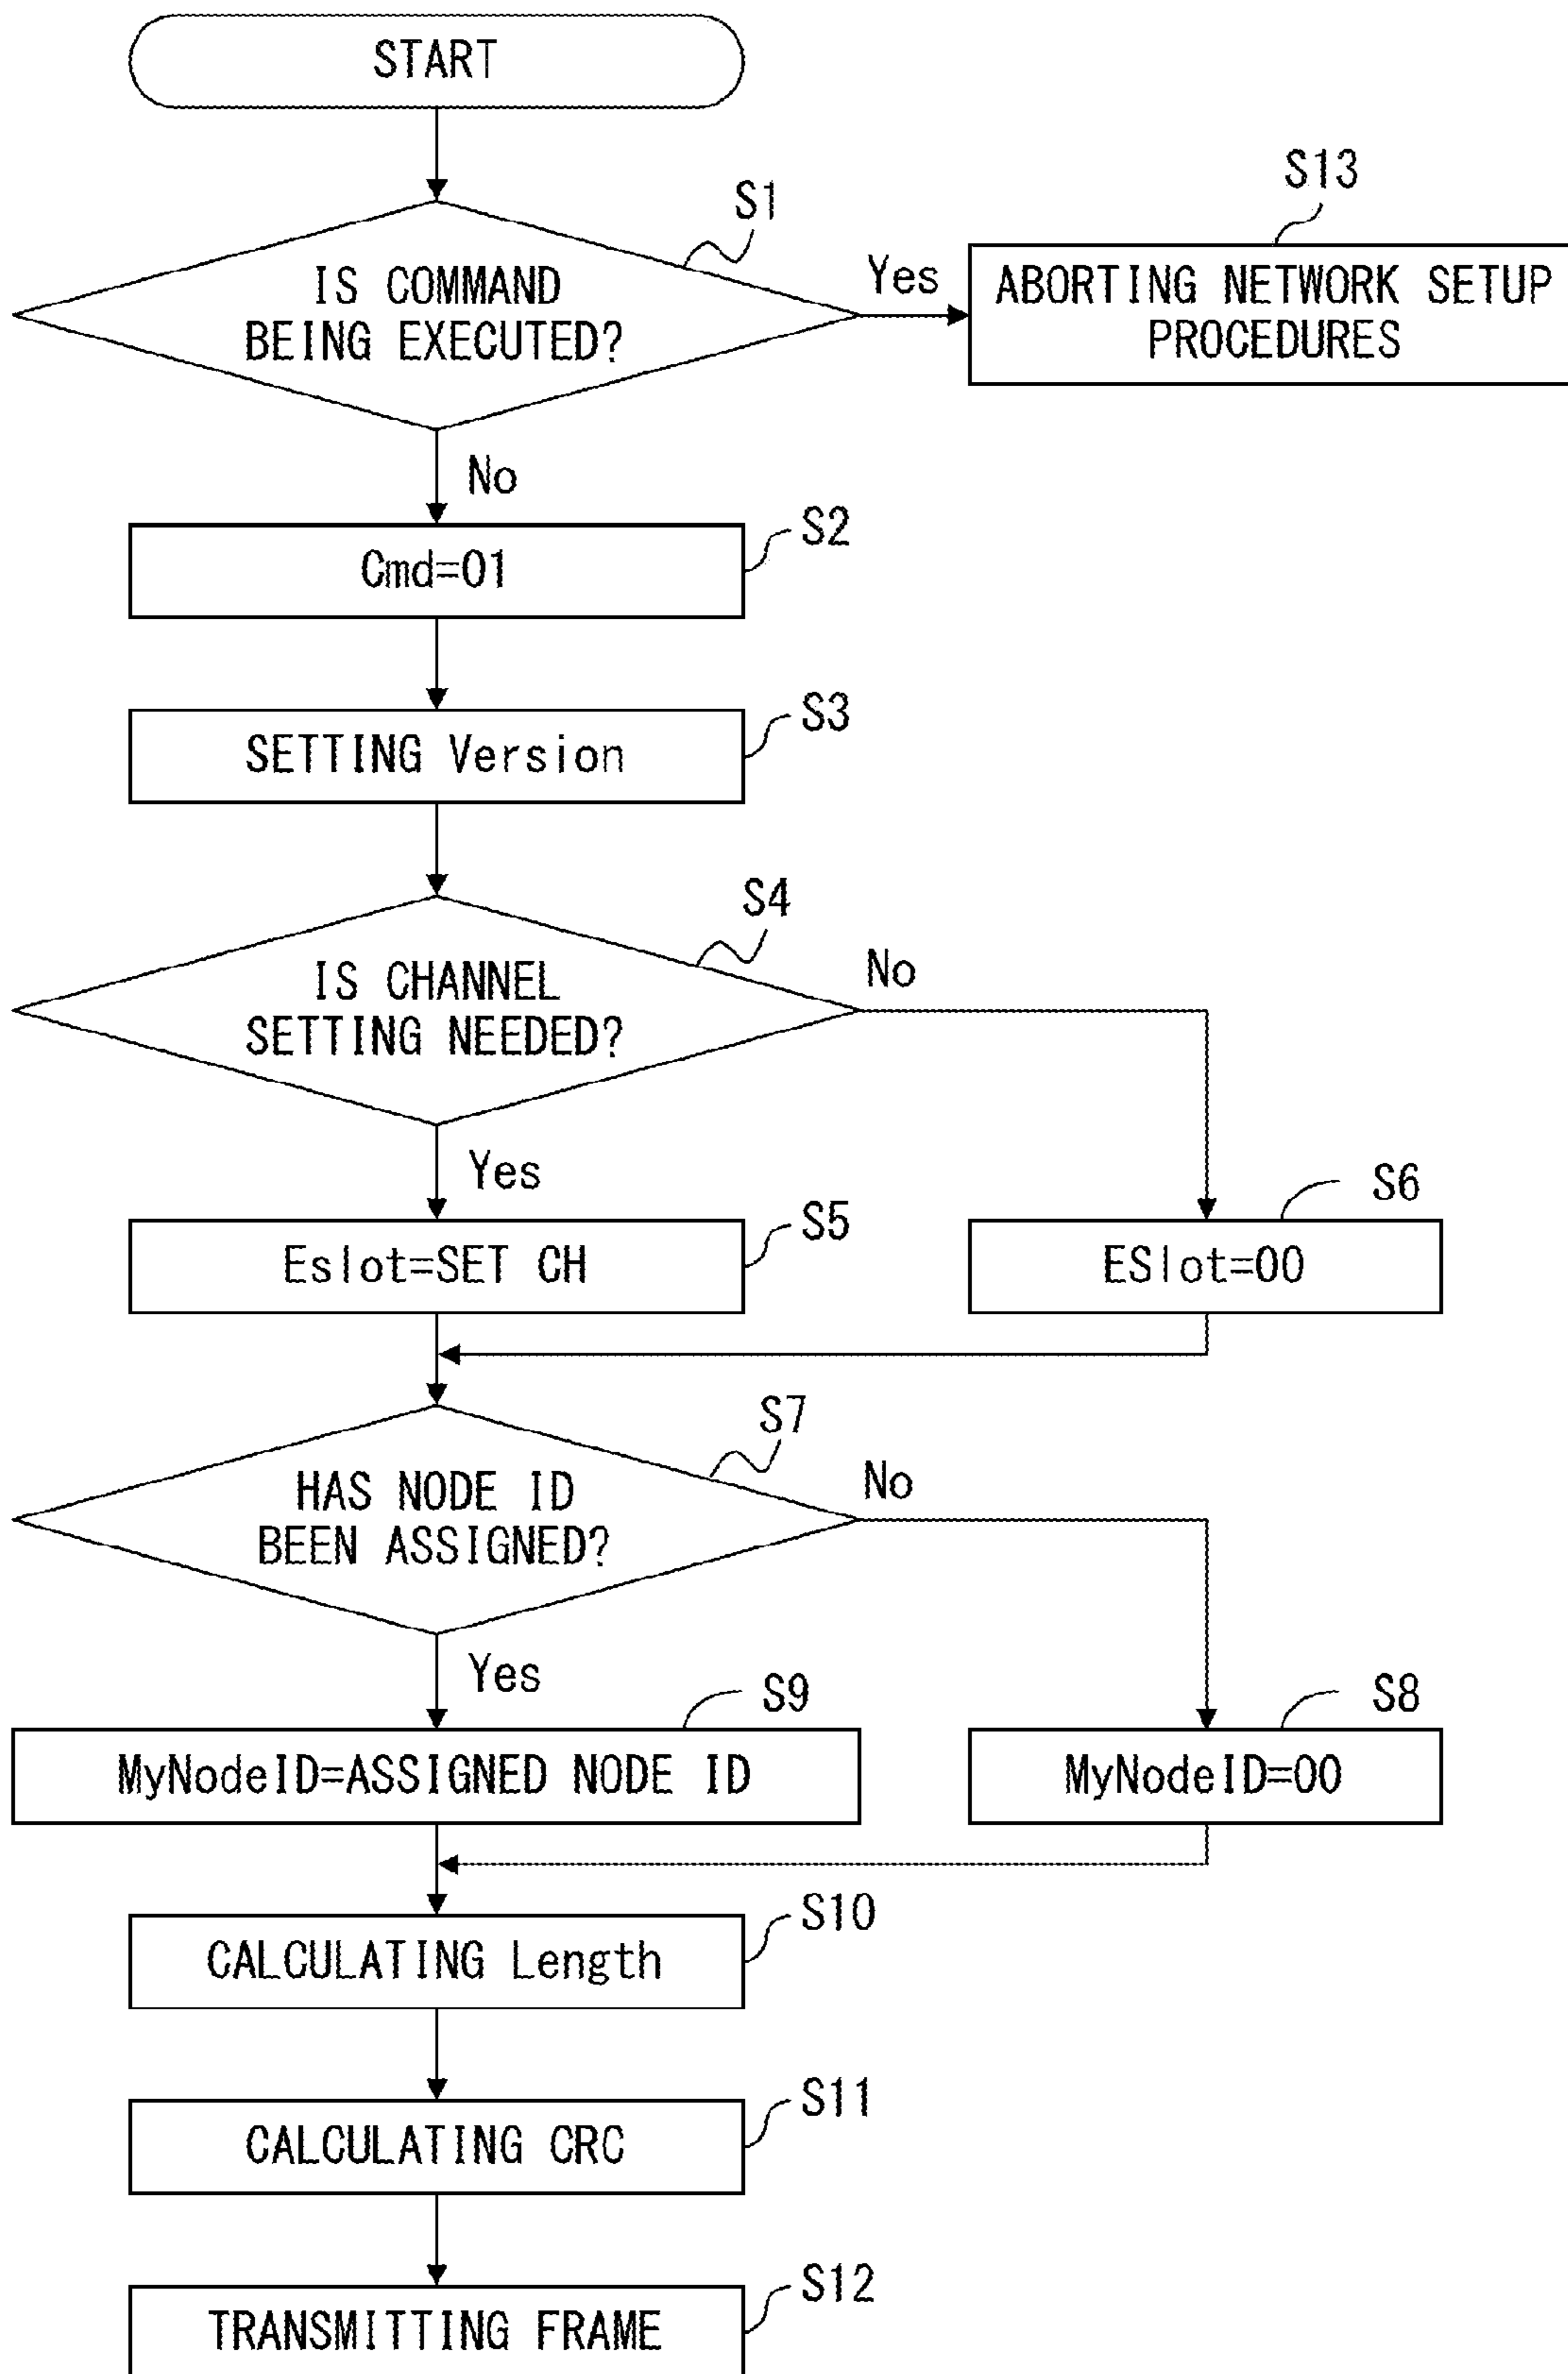 START
S1
IS COMMAND
BEING EXECUTED?
Yes
S13
ABORTING NETWORK SETUP
PROCEDURES
No
S2
Cmd=01
S3
SETTING Version
S4
IS CHANNEL
SETTING NEEDED?
No
Yes
S5
Eslot=SET CH
S6
ESlot=00
S7
HAS NODE ID
BEEN ASSIGNED?
No
Yes
S9
MyNodeID=ASSIGNED NODE ID
S8
MyNodeID=00
S10
CALCULATING Length
S11
CALCULATING CRC
S12
TRANSMITTING FRAME